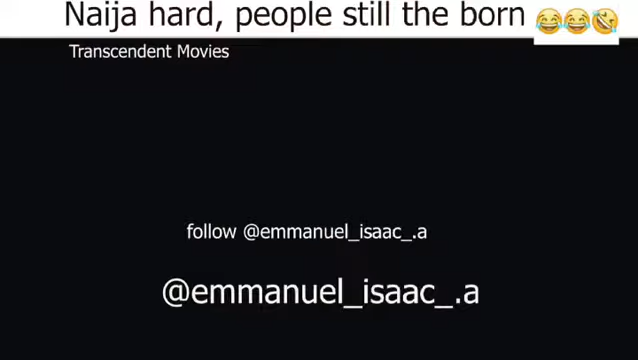 Naija hard, people still the born 😂😂🤣
Transcendent Movies
follow @emmanuel_isaac_.a
@emmanuel_isaac_.a